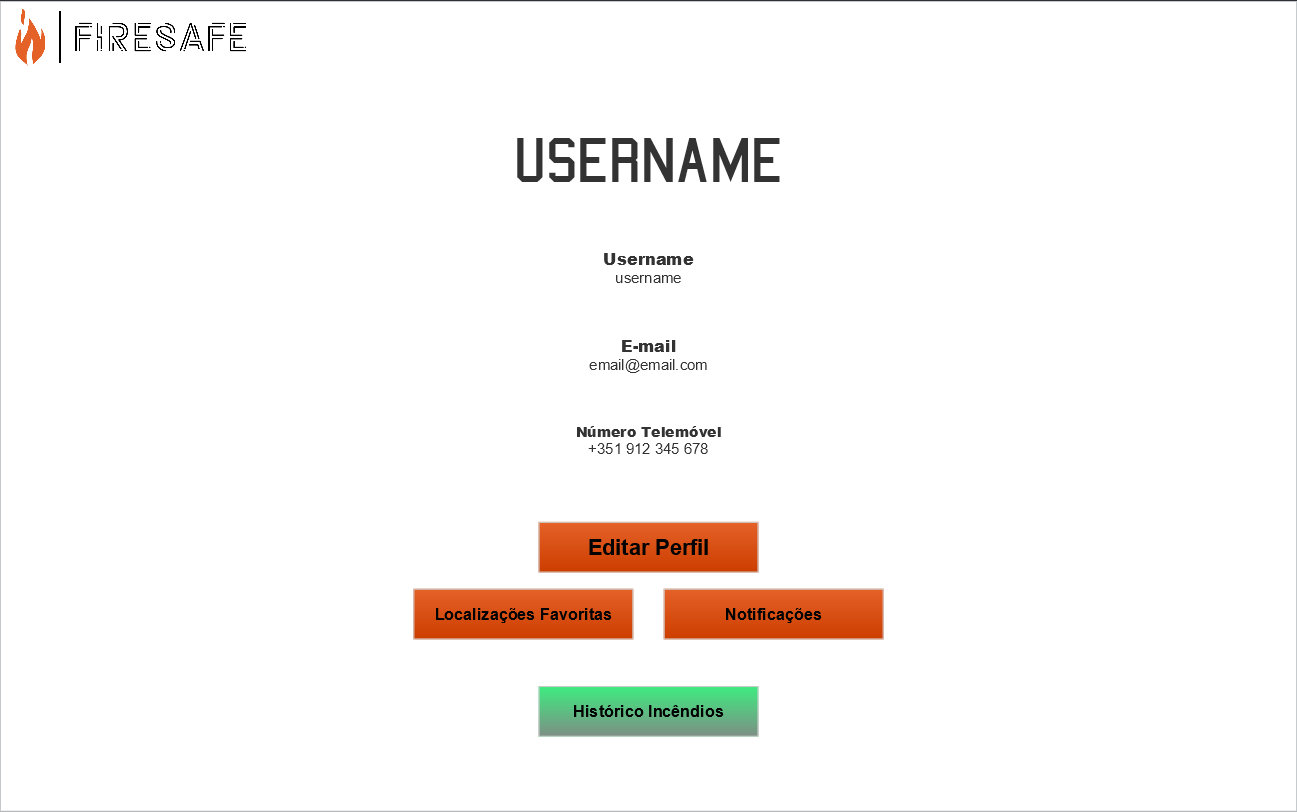 FIRESAFE
USERNAME
Username
username
E-mail
email@email.com
Número Telemóvel
+351 912 345 678
Editar Perfil
Localizações Favoritas
Notificações
Histórico Incêndios